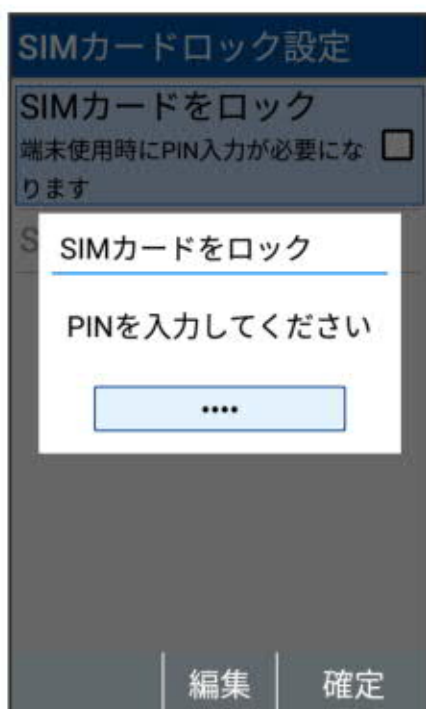 SIMカードロック設定
SIMカードをロック
端末使用時にPIN入力が必要にな
ります
S
SIMカードをロック
PINを入力してください
••••
編集
確定